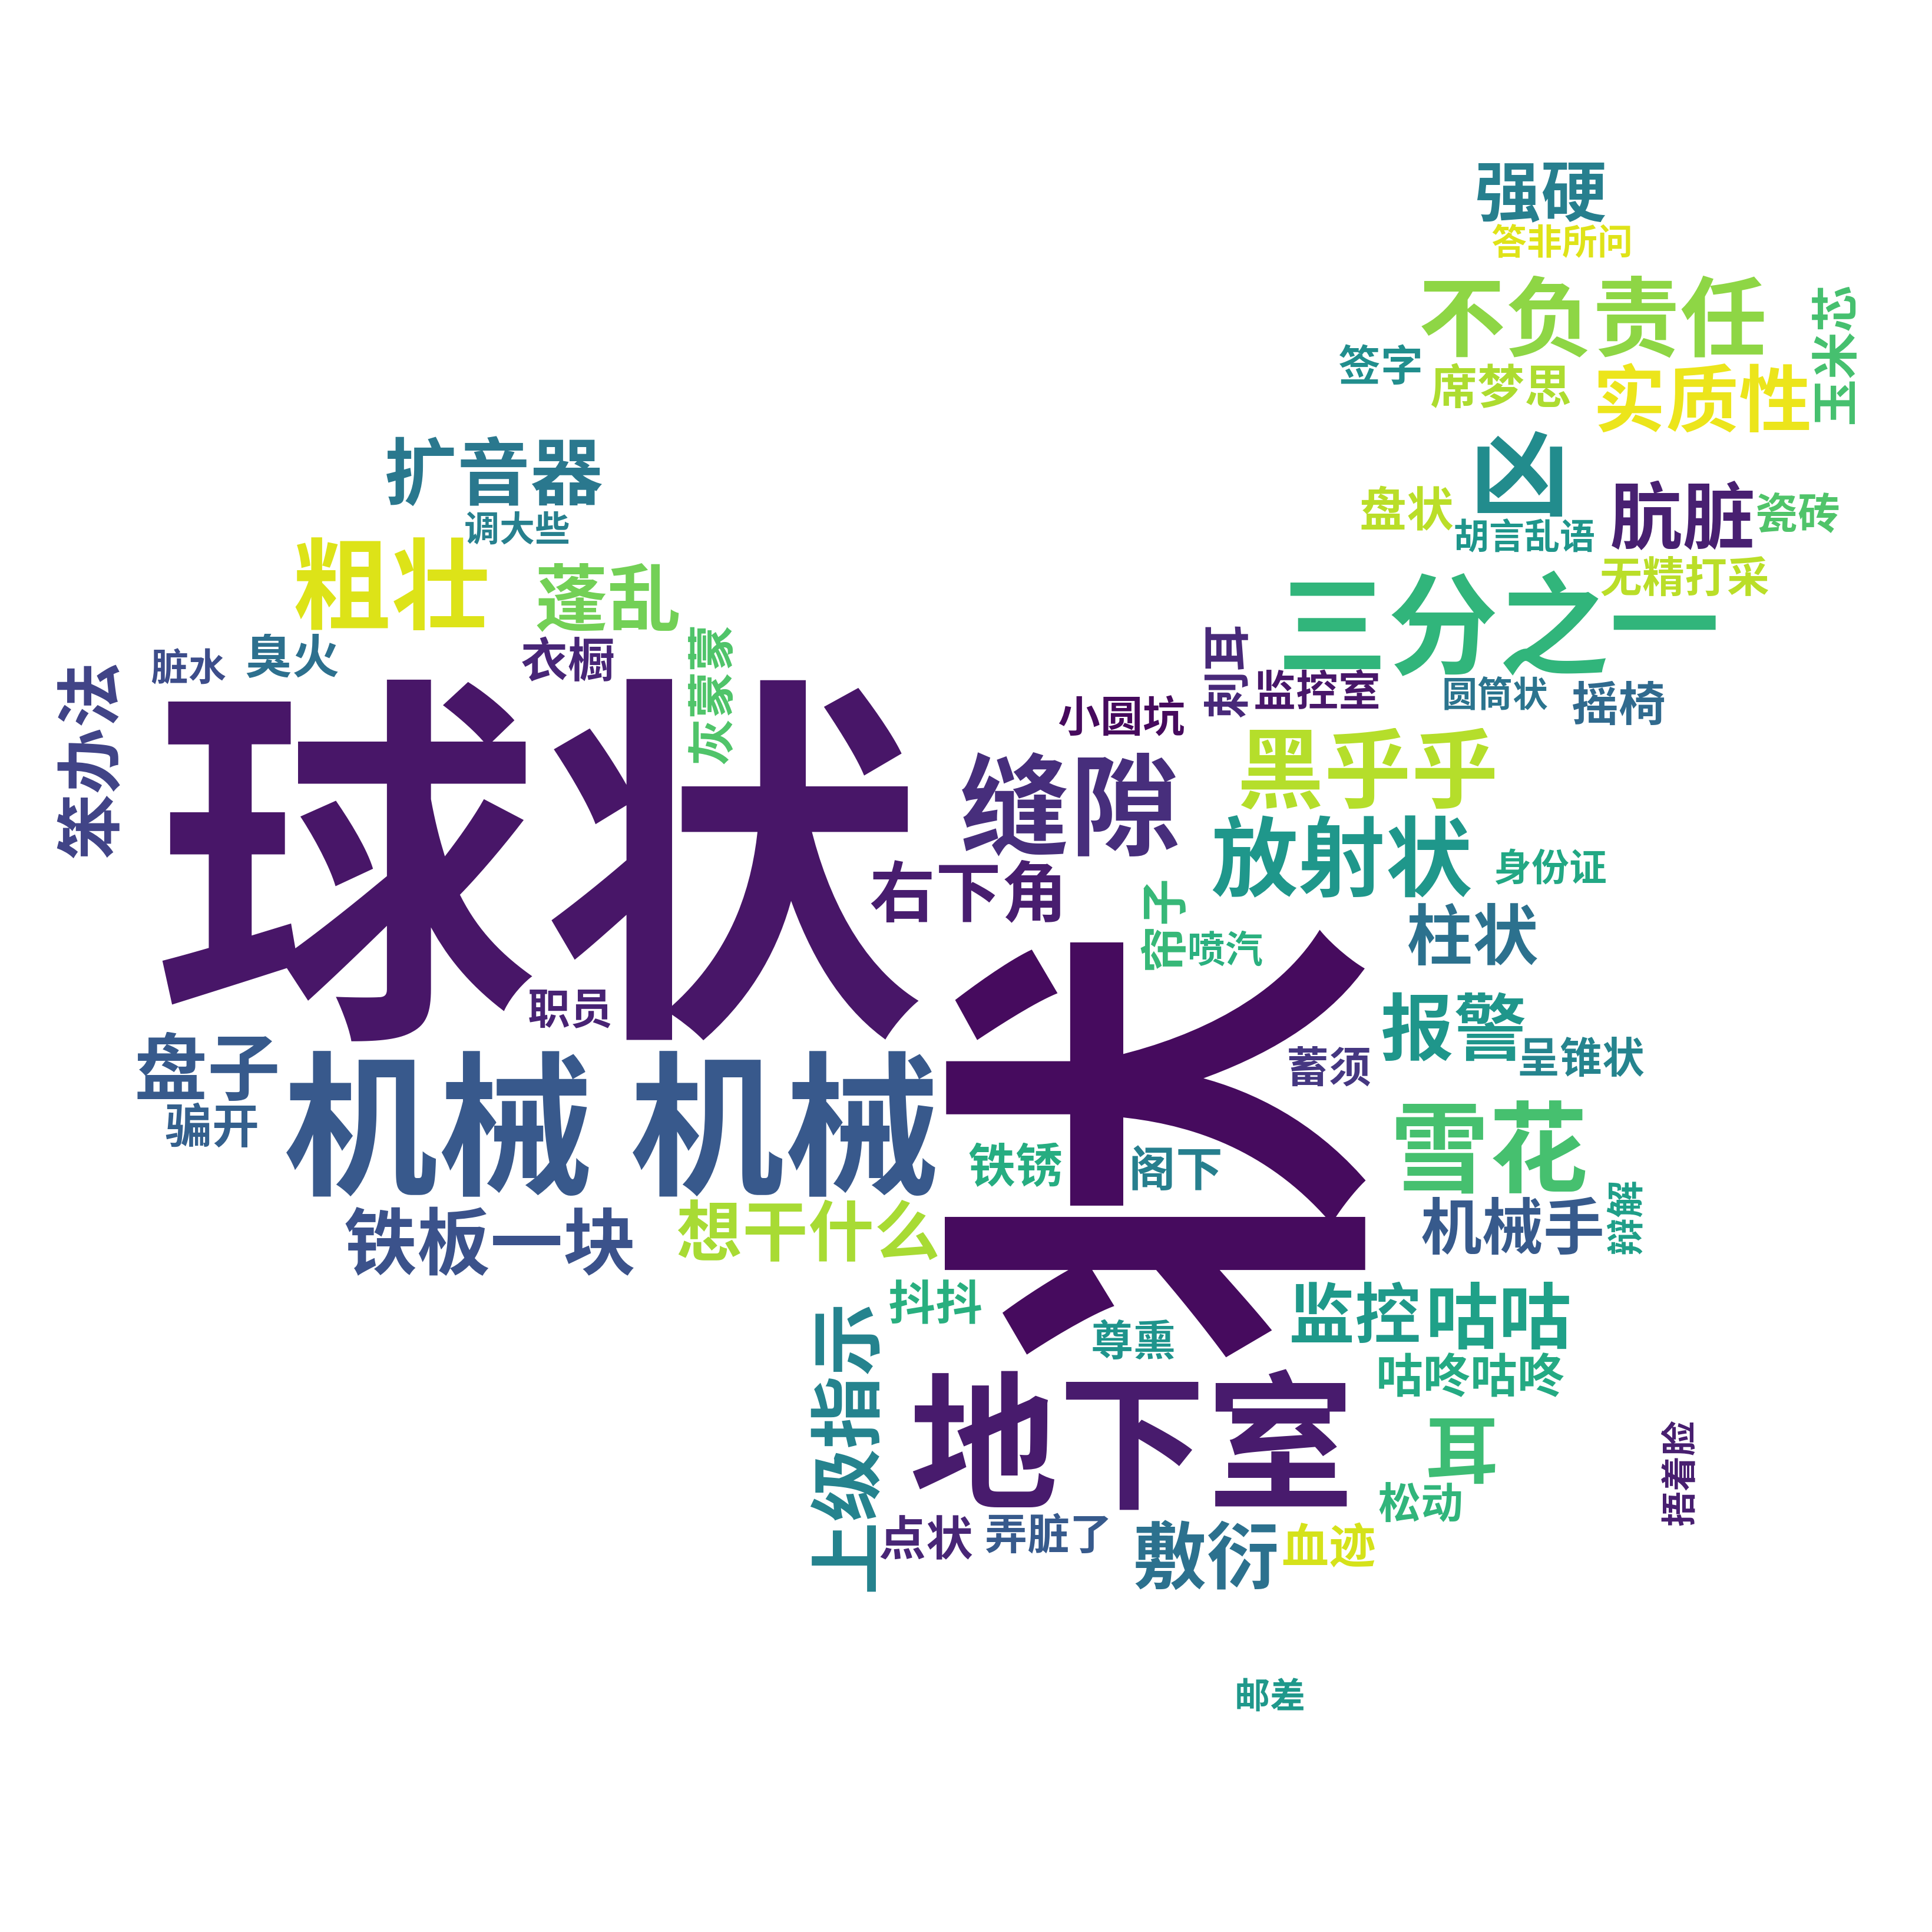 强硬
答非所问
不负责任
玉米芯
签字
席梦思
实质性
扩音器
凶
盘状
肮脏
瓷砖
调大些
胡言乱语
粗壮
蓬乱
无精打采
三分之一
脏水
臭火
衣橱
灰蒙蒙
刺耳
监控室
圆筒状
摇椅
笨办法
球状
小圆坑
缝隙
黑乎乎
放射状
右下角
身份证
帘子
喷汽
柱状
职员
报警
呈锥状
盘子
蓄须
骗开
机械 机械
铁锈
阁下
雪花
机械手
铁板一块
想干什么
抖抖
监控
咕咕
上级指示
咕咚咕咚
地下室
耳
捂着脸
松动
点状
弄脏了
敷衍
血迹
邮差